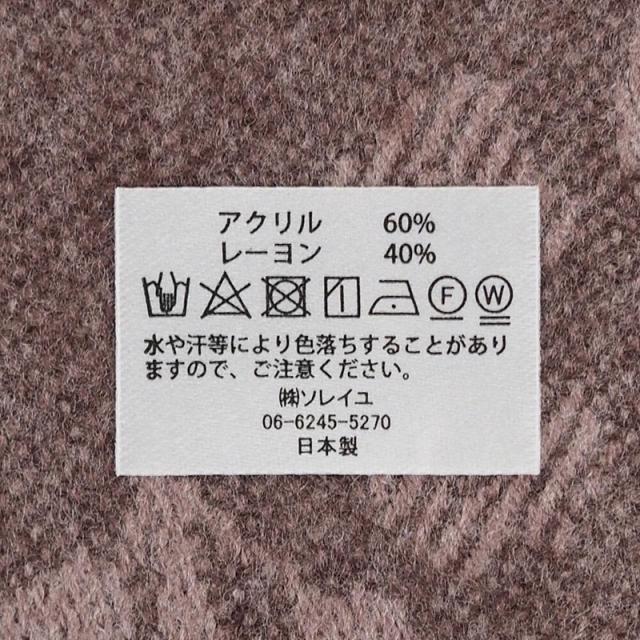 アクリル 60%
レーヨン 40%
F W
水や汗等により色落ちすることがあり
ますので、ご注意ください。
㈱ソレイユ
06-6245-5270
日本製